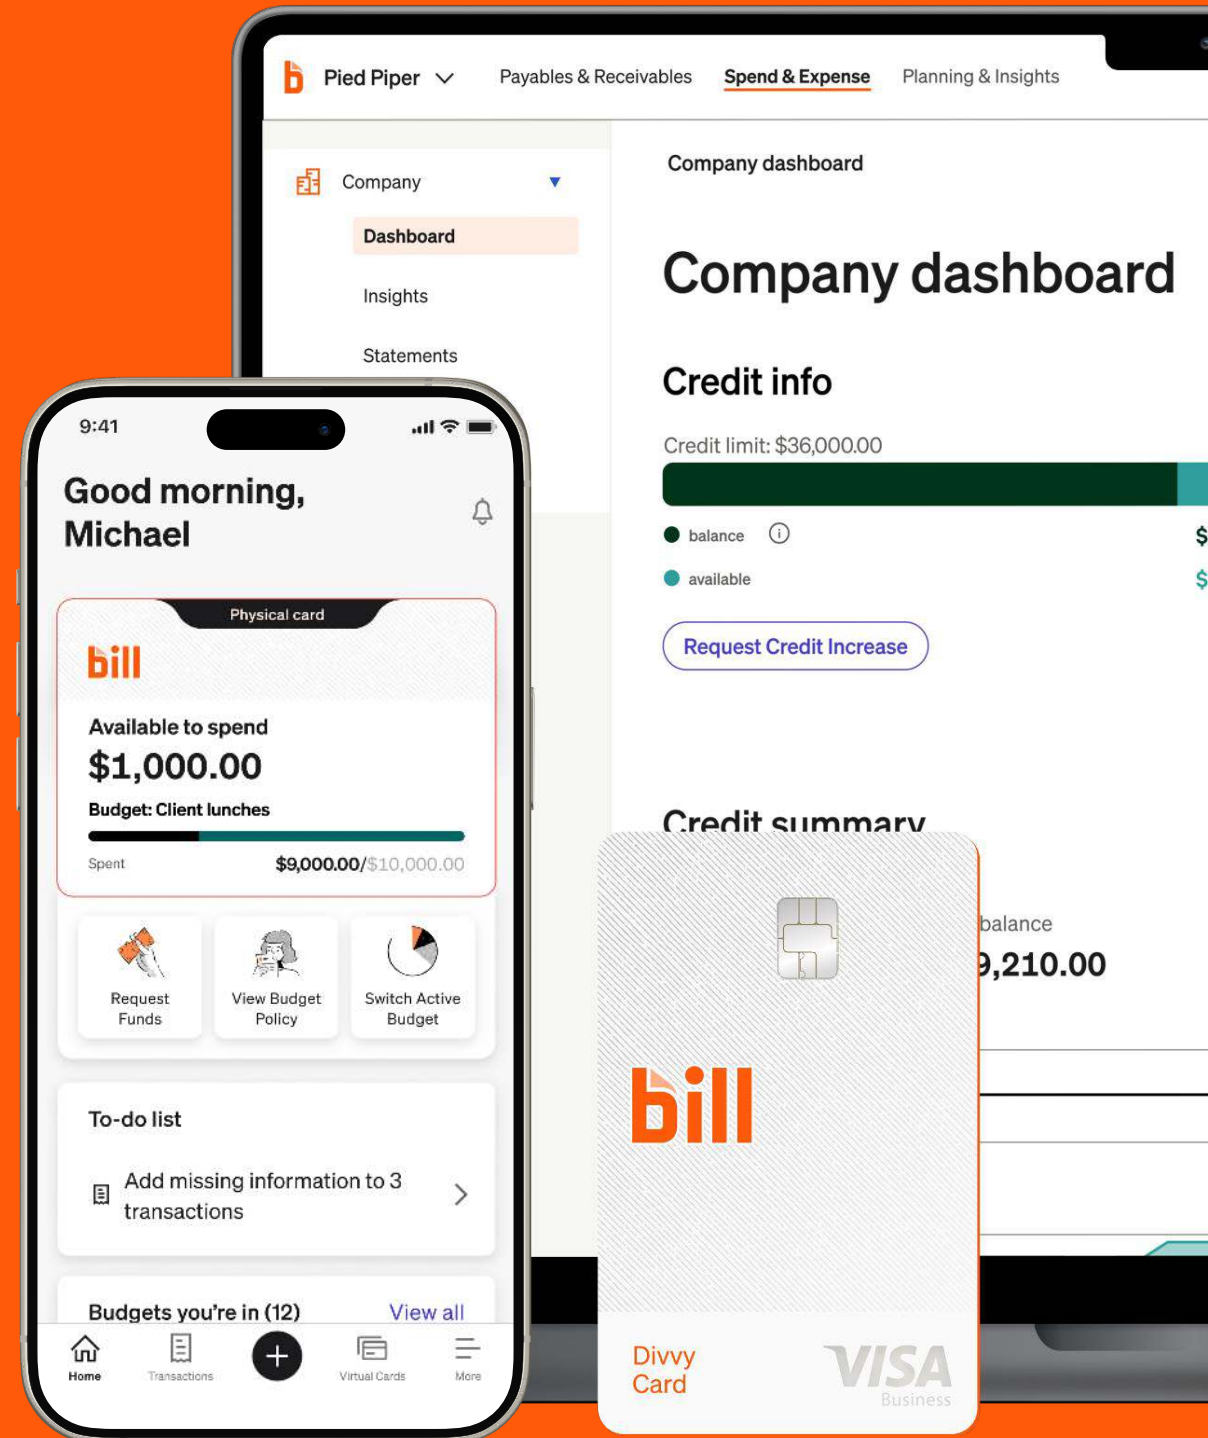 b Pied Piper Payables & Receivables Spend & Expense Planning & Insights
Company
Dashboard
Insights
Statements
Company dashboard
Company dashboard
Credit info
Credit limit: $36,000.00
balance $
available $
Request Credit Increase
Credit summary
balance
9,210.00
9:41
Good morning,
Michael
Physical card
bill
Available to spend
$1,000.00
Budget: Client lunches
Spent $9,000.00/$10,000.00
Request
Funds
View Budget
Policy
Switch Active
Budget
To-do list
Add missing information to 3
transactions
Budgets you're in (12) View all
Home Transactions Virtual Cards More
bill
Divvy
Card
VISA
Business